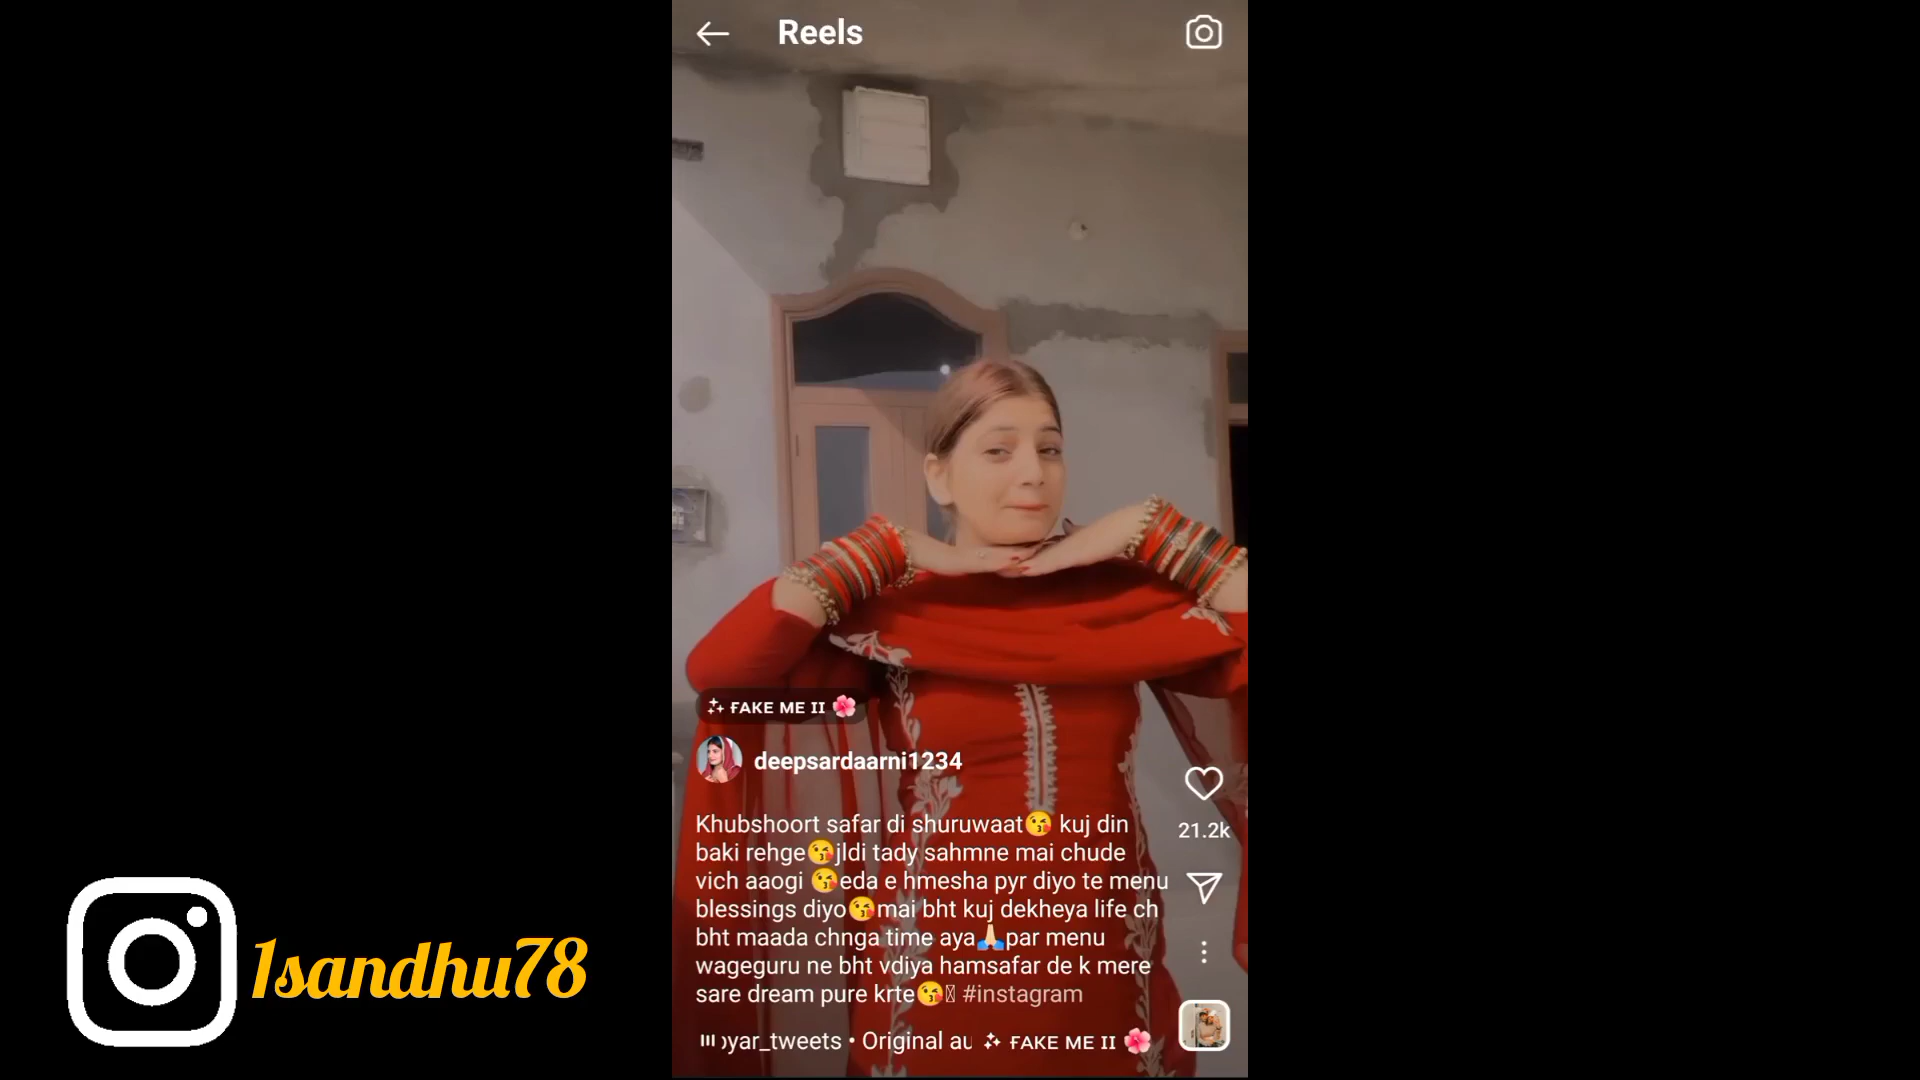 Reels
FAKE ME II
deepsardaarni1234
Khubshoort safar di shuruwaat😘 kuj din
baki rehge😘jldi tady sahmne mai chude
vich aaogi 😘eda e hmesha pyr diyo te menu
blessings diyo😘mai bht kuj dekheya life ch
bht maada chnga time aya🙏par menu
wageguru ne bht vdiya hamsafar de k mere
sare dream pure krte😘 #instagram
21.2k
yar_tweets • Original au ✨ FAKE ME II 🌺
1sandhu78